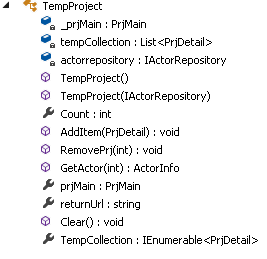 TempProject
_prjMain : PrjMain
tempCollection : List<PrjDetail>
actorrepository : IActorRepository
TempProject()
TempProject(IActorRepository)
Count : int
AddItem(PrjDetail) : void
RemovePrj(int) : void
GetActor(int) : ActorInfo
prjMain : PrjMain
returnUrl : string
Clear() : void
TempCollection : IEnumerable<PrjDetail>